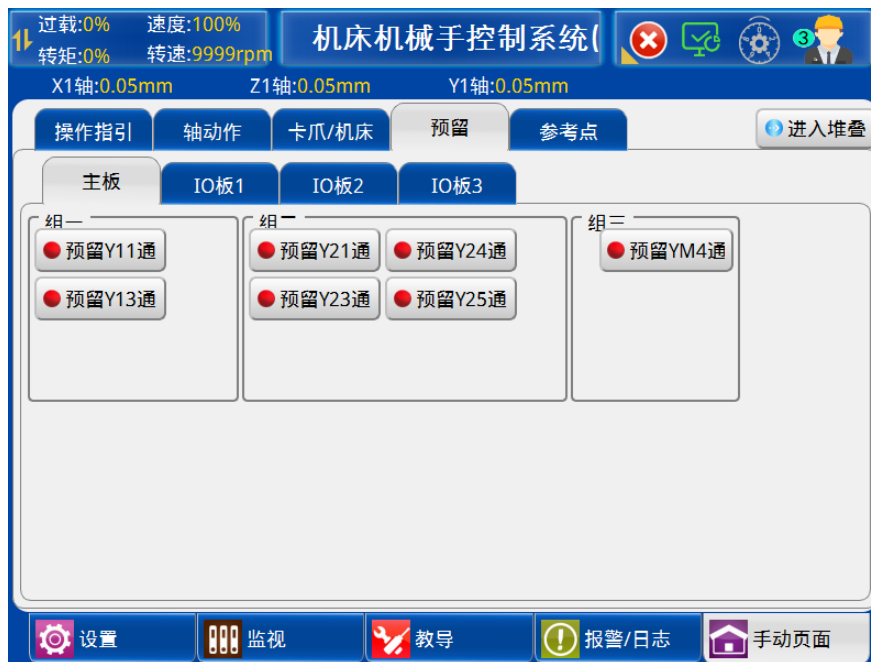 过载:0% 速度:100%
转矩:0% 转速:9999rpm
机床机械手控制系统(
3
X1轴:0.05mm Z1轴:0.05mm Y1轴:0.05mm
操作指引 轴动作 卡爪/机床 预留 参考点 进入堆叠
主板 IO板1 IO板2 IO板3
组一 组二 组三
预留Y11通 预留Y21通 预留Y24通 预留YM4通
预留Y13通 预留Y23通 预留Y25通
设置 监视 教导 报警/日志 手动页面